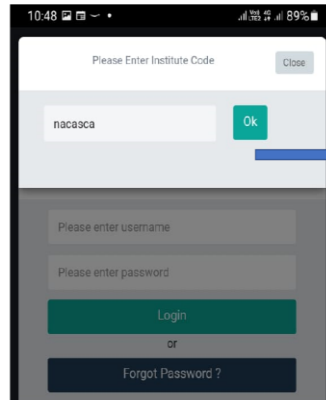 10:48 89%
Please Enter Institute Code
Close
nacasca
Ok
Please enter username
Please enter password
Login
or
Forgot Password ?